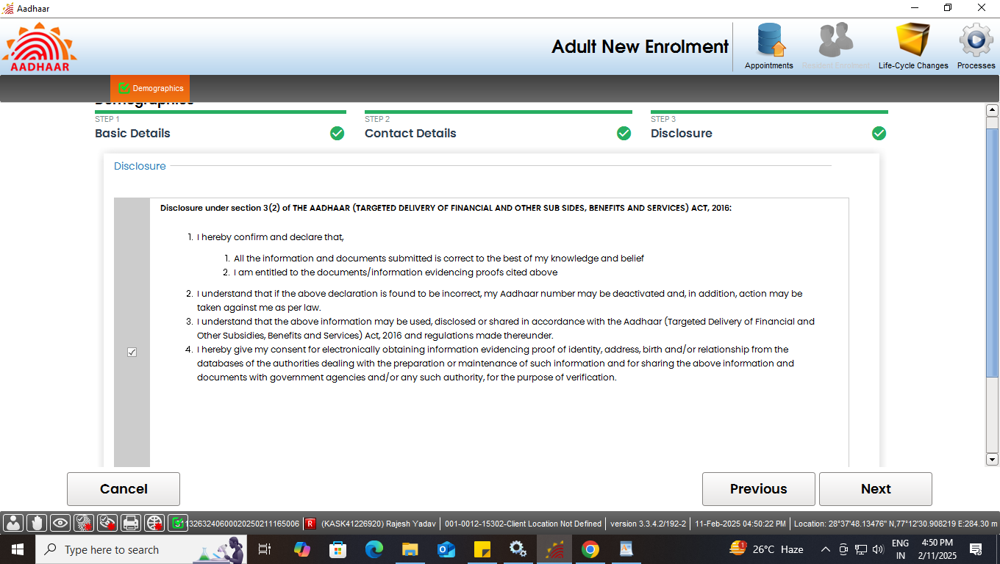 Aadhaar
AADHAAR
Adult New Enrolment
Appointments
Resident Enrolment
Life-Cycle Changes
Processes
Demographics
Demographics
STEP 1
Basic Details
STEP 2
Contact Details
STEP 3
Disclosure
Disclosure
Disclosure under section 3(2) of THE AADHAAR (TARGETED DELIVERY OF FINANCIAL AND OTHER SUB SIDES, BENEFITS AND SERVICES) ACT, 2016:
1. I hereby confirm and declare that,
1. All the information and documents submitted is correct to the best of my knowledge and belief
2. I am entitled to the documents/information evidencing proofs cited above
2. I understand that if the above declaration is found to be incorrect, my Aadhaar number may be deactivated and, in addition, action may be
taken against me as per law.
3. I understand that the above information may be used, disclosed or shared in accordance with the Aadhaar (Targeted Delivery of Financial and
Other Subsidies, Benefits and Services) Act, 2016 and regulations made thereunder.
4. I hereby give my consent for electronically obtaining information evidencing proof of identity, address, birth and/or relationship from the
databases of the authorities dealing with the preparation or maintenance of such information and for sharing the above information and
documents with government agencies and/or any such authority, for the purpose of verification.
Cancel
Previous
Next
13263240600020250211165006
R
(KASK41226920) Rajesh Yadav
001-0012-15302-Client Location Not Defined
version 3.3.4.2/192-2
11-Feb-2025 04:50:22 PM
Location: 28°37'48.13476" N,77°12'30.908219 E:284.30 m
Type here to search
1
26°C Haze
ENG
IN
4:50 PM
2/11/2025